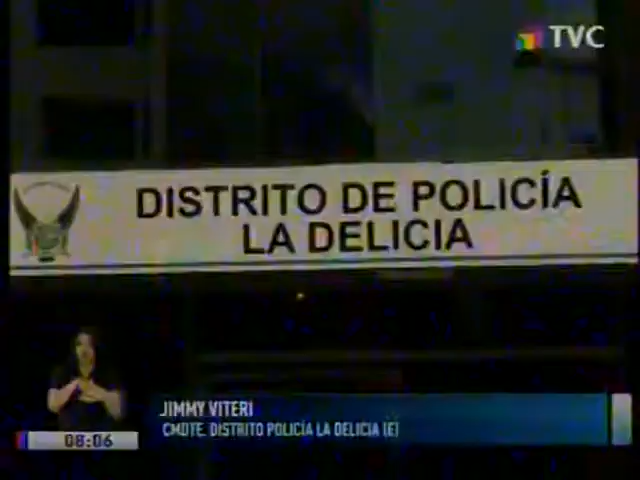 TVC
DISTRITO DE POLICÍA
LA DELICIA
JIMMY VITERI
CMDTE. DISTRITO POLICÍA LA DELICIA (E)
08:06